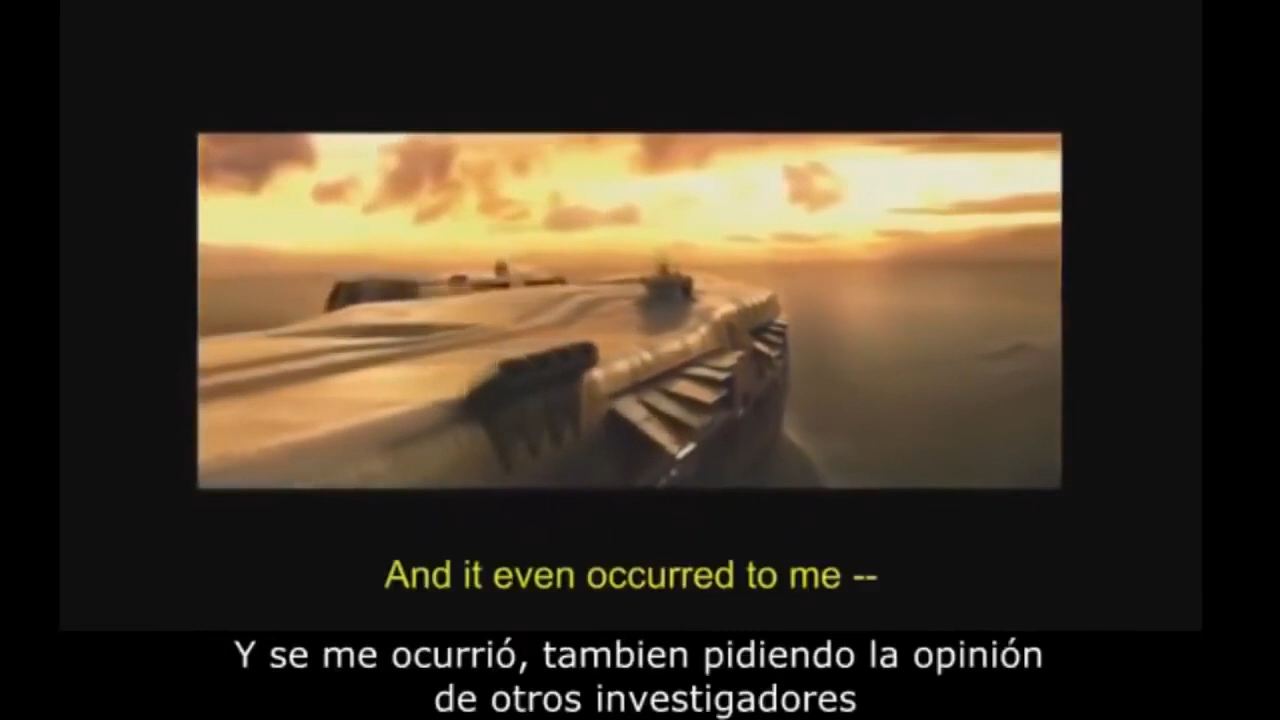 And it even occurred to me --
Y se me ocurrió, tambien pidiendo la opinión
de otros investigadores